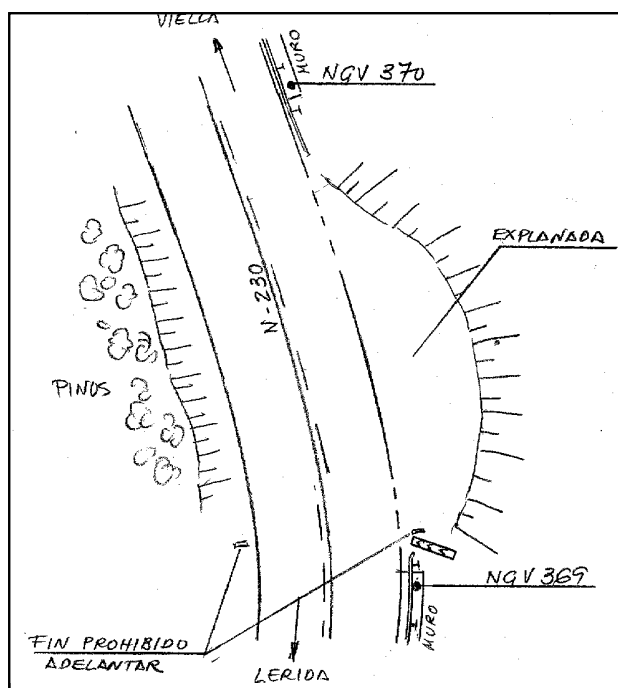 VIELLA
MURO
NGV 370
EXPLANADA
N-230
PINOS
NGV 369
MURO
FIN PROHIBIDO
ADELANTAR
LERIDA